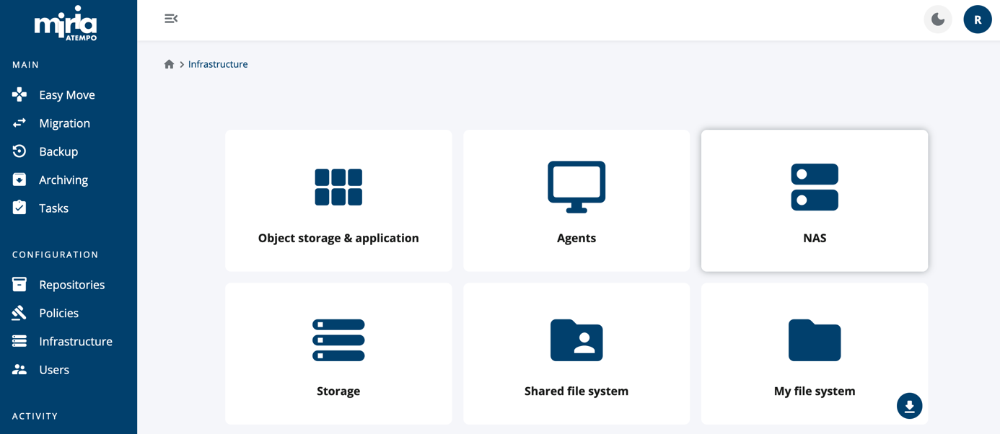 miria
ATEMPO
R
MAIN
Easy Move
Migration
Backup
Archiving
Tasks
CONFIGURATION
Repositories
Policies
Infrastructure
Users
ACTIVITY
Infrastructure
Object storage & application
Agents
NAS
Storage
Shared file system
My file system